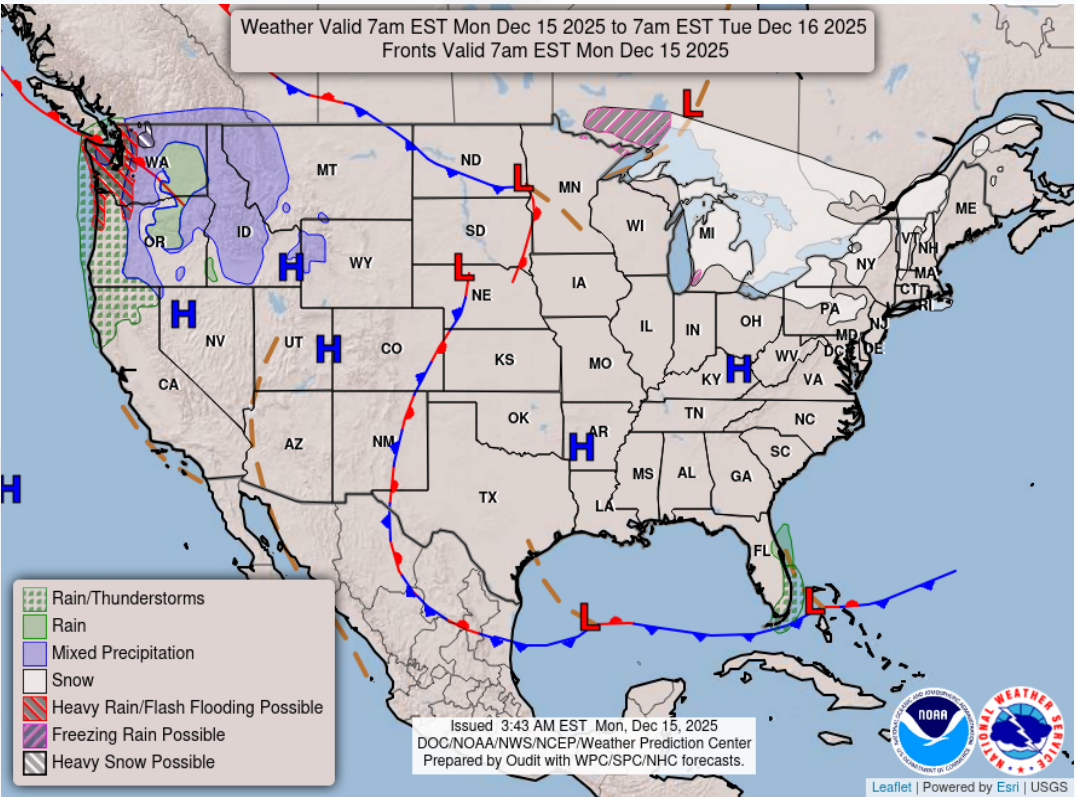 Weather Valid 7am EST Mon Dec 15 2025 to 7am EST Tue Dec 16 2025
Fronts Valid 7am EST Mon Dec 15 2025
L
WA
MT
ND
L
MN
ME
OR
ID
SD
WI
MI
VT
NH
H
WY
L
NE
IA
NY
MA
CT
RI
H
NV
UT
H
CO
KS
MO
IL
IN
OH
PA
NJ
MD
DC
DE
WV
KY
H
VA
CA
AZ
NM
OK
AR
H
TN
NC
SC
H
TX
LA
MS
AL
GA
FL
L
L
Rain/Thunderstorms
Rain
Mixed Precipitation
Snow
Heavy Rain/Flash Flooding Possible
Freezing Rain Possible
Heavy Snow Possible
Issued 3:43 AM EST Mon, Dec 15, 2025
DOC/NOAA/NWS/NCEP/Weather Prediction Center
Prepared by Oudit with WPC/SPC/NHC forecasts.
NOAA
NATIONAL WEATHER SERVICE
Leaflet | Powered by Esri | USGS